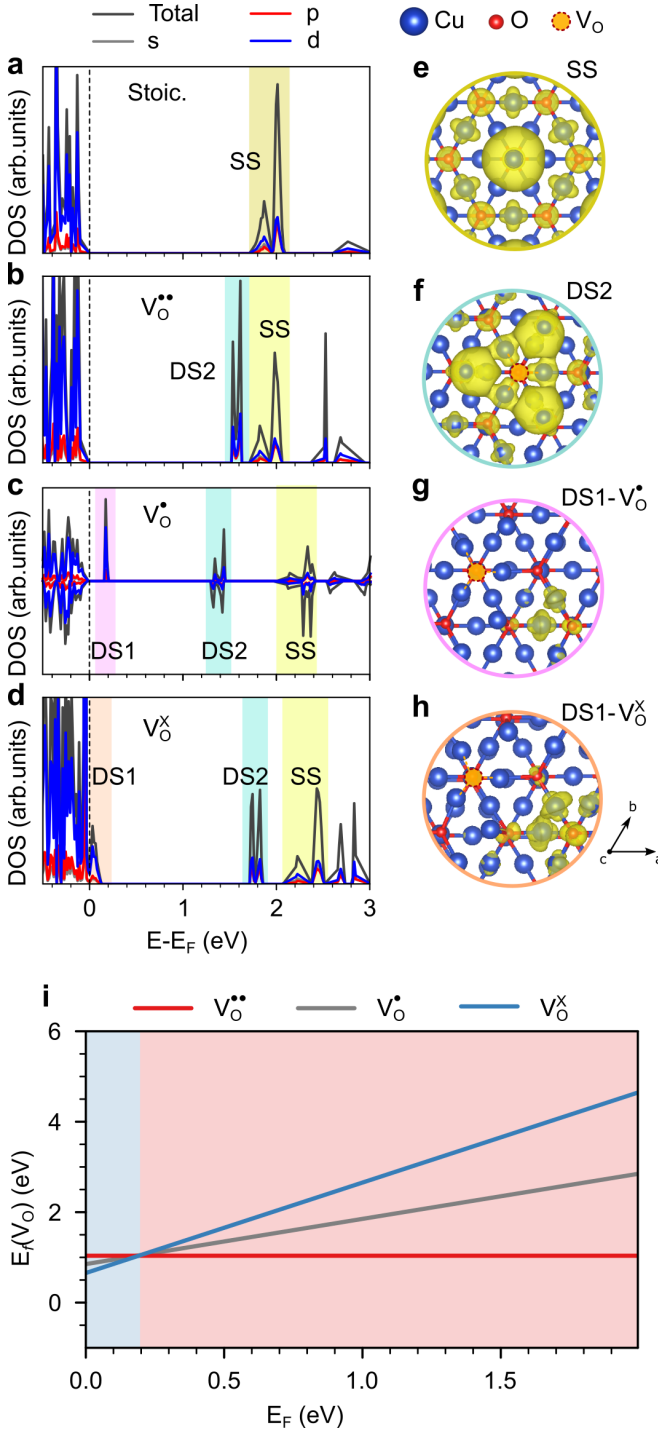 Total p Cu O V_O
s d
a Stoic. SS DOS (arb.units)
e SS
b V_O^•• DS2 SS DOS (arb.units)
f DS2
c V_O^• DS1 DS2 SS DOS (arb.units)
g DS1-V_O^•
d V_O^X DS1 DS2 SS DOS (arb.units)
h DS1-V_O^X
b
c a
0 1 2 3
E-E_F (eV)
i V_O^•• V_O^• V_O^X
6
4
2
0
E_f(V_O) (eV)
0.0 0.5 1.0 1.5
E_F (eV)